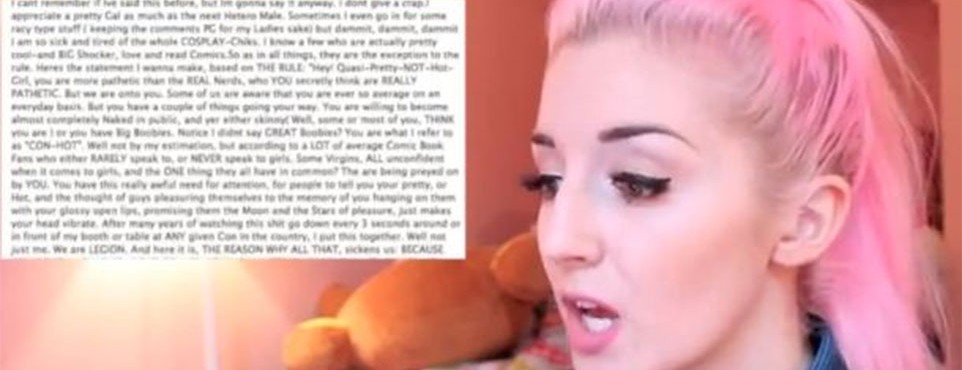 I cant remember if Ive said this before, but Im gonna say it anyway. I dont give a crap.I
appreciate a pretty Gal as much as the next Hetero Male. Sometimes I even go in for some
racy type stuff ( keeping the comments PG for my Ladies sake) but dammit, dammit, dammit
I am so sick and tired of the whole COSPLAY-Chiks. I know a few who are actually pretty
cool-and BIG Shocker, love and read Comics.So as in all things, they are the exception to the
rule. Heres the statement I wanna make, based on THE RULE: "Hey! Quasi-Pretty-NOT-Hot-
Girl, you are more pathetic than the REAL Nerds, who YOU secretly think are REALLY
PATHETIC. But we are onto you. Some of us are aware that you are ever so average on an
everyday basis. But you have a couple of things going your way. You are willing to become
almost completely Naked in public, and yer either skinny( Well, some or most of you, THINK
you are ) or you have Big Boobies. Notice I didnt say GREAT Boobies? You are what I refer to
as "CON-HOT". Well not by my estimation, but according to a LOT of average Comic Book
Fans who either RARELY speak to, or NEVER speak to girls. Some Virgins, ALL unconfident
when it comes to girls, and the ONE thing they all have in common? The are being preyed on
by YOU. You have this really awful need for attention, for people to tell you your pretty, or
Hot, and the thought of guys pleasuring themselves to the memory of you hanging on them
with your glossy open lips, promising them the Moon and the Stars of pleasure, just makes
your head vibrate. After many years of watching this shit go down every 3 seconds around or
in front of my booth or table at ANY given Con in the country, I put this together. Well not
just me. We are LEGION. And here it is, THE REASON WHY ALL THAT, sickens us: BECAUSE